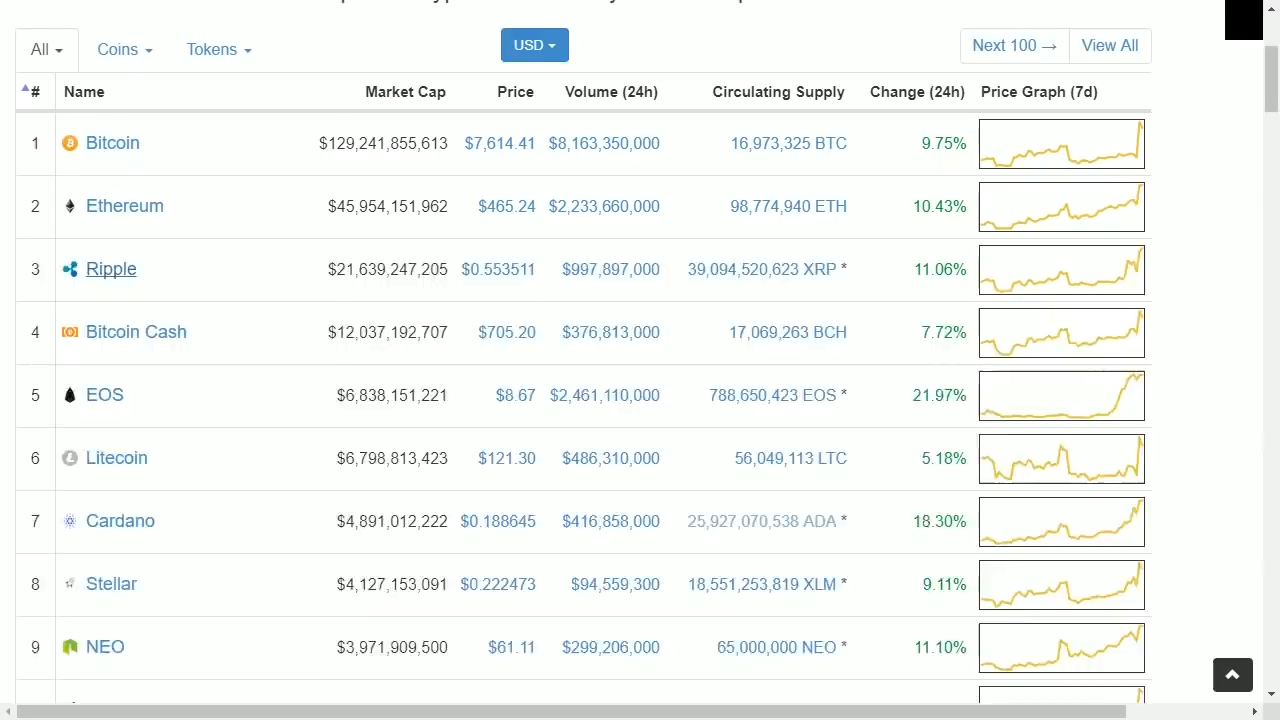 All Coins Tokens USD Next 100 → View All
# Name Market Cap Price Volume (24h) Circulating Supply Change (24h) Price Graph (7d)
1 Bitcoin $129,241,855,613 $7,614.41 $8,163,350,000 16,973,325 BTC 9.75%
2 Ethereum $45,954,151,962 $465.24 $2,233,660,000 98,774,940 ETH 10.43%
3 Ripple $21,639,247,205 $0.553511 $997,897,000 39,094,520,623 XRP * 11.06%
4 Bitcoin Cash $12,037,192,707 $705.20 $376,813,000 17,069,263 BCH 7.72%
5 EOS $6,838,151,221 $8.67 $2,461,110,000 788,650,423 EOS * 21.97%
6 Litecoin $6,798,813,423 $121.30 $486,310,000 56,049,113 LTC 5.18%
7 Cardano $4,891,012,222 $0.188645 $416,858,000 25,927,070,538 ADA * 18.30%
8 Stellar $4,127,153,091 $0.222473 $94,559,300 18,551,253,819 XLM * 9.11%
9 NEO $3,971,909,500 $61.11 $299,206,000 65,000,000 NEO * 11.10%